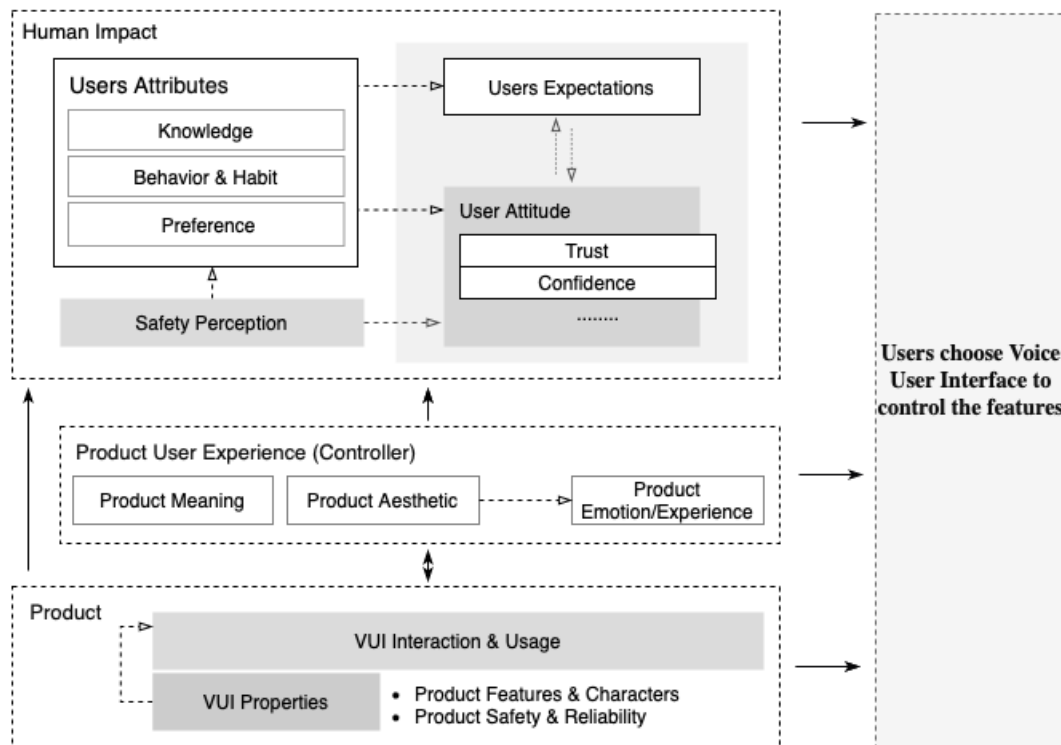 Human Impact
Users Attributes
Knowledge
Behavior & Habit
Preference
Safety Perception
Users Expectations
User Attitude
Trust
Confidence
........
Product User Experience (Controller)
Product Meaning
Product Aesthetic
Product
Emotion/Experience
Product
VUI Interaction & Usage
VUI Properties
• Product Features & Characters
• Product Safety & Reliability
Users choose Voice
User Interface to
control the features